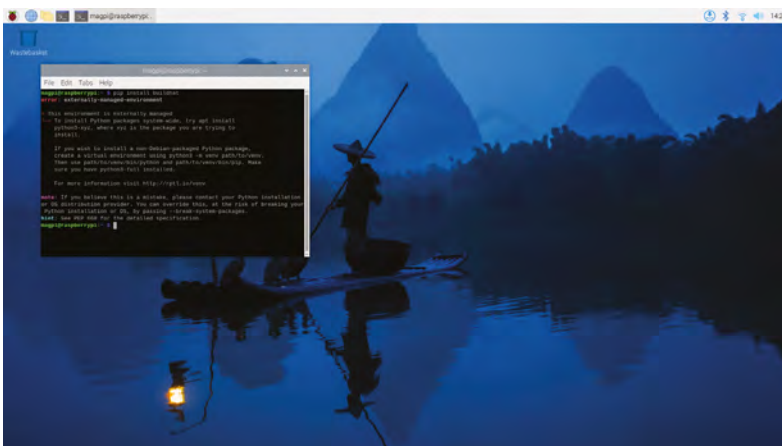 magpi@raspberrypi: ~
14:2
Wastebasket
magpi@raspberrypi: ~
File Edit Tabs Help
magpi@raspberrypi:~ $ pip install buildhat
error: externally-managed-environment
× This environment is externally managed
╰─> To install Python packages system-wide, try apt install
python3-xyz, where xyz is the package you are trying to
install.
If you wish to install a non-Debian-packaged Python package,
create a virtual environment using python3 -m venv path/to/venv.
Then use path/to/venv/bin/python and path/to/venv/bin/pip. Make
sure you have python3-full installed.
For more information visit http://rptl.io/venv
note: If you believe this is a mistake, please contact your Python installation
or OS distribution provider. You can override this, at the risk of breaking your
Python installation or OS, by passing --break-system-packages.
hint: See PEP 668 for the detailed specification.
magpi@raspberrypi:~ $